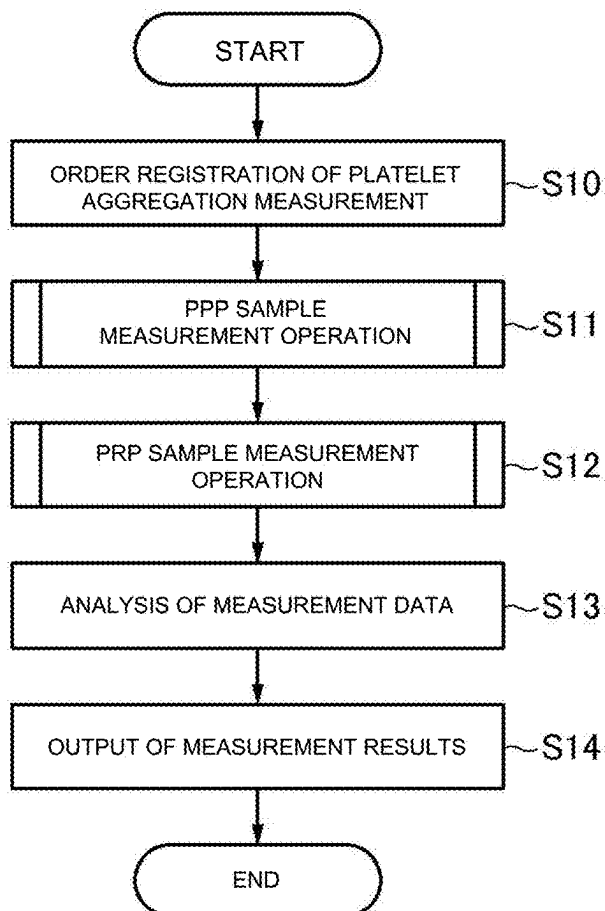 START
ORDER REGISTRATION OF PLATELET
AGGREGATION MEASUREMENT
S10
PPP SAMPLE
MEASUREMENT OPERATION
S11
PRP SAMPLE MEASUREMENT
OPERATION
S12
ANALYSIS OF MEASUREMENT DATA
S13
OUTPUT OF MEASUREMENT RESULTS
S14
END